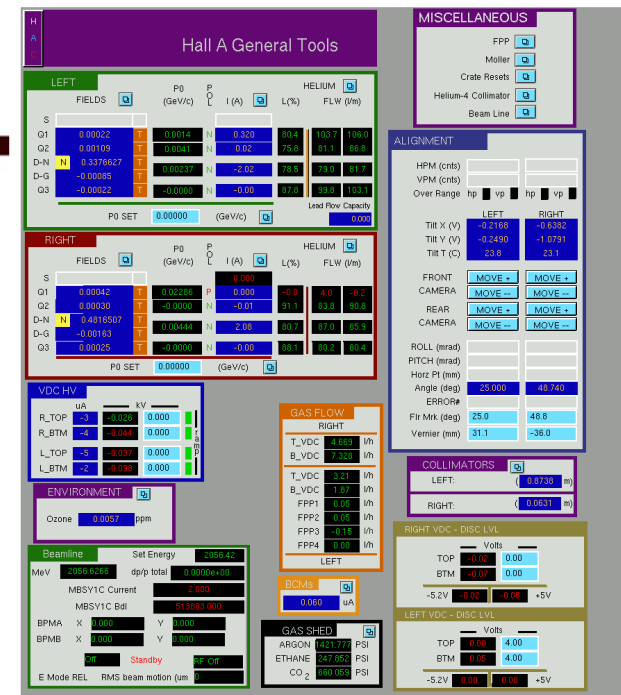 H
A
C
Hall A General Tools
MISCELLANEOUS
FPP
Moller
Crate Resets
Helium-4 Collimator
Beam Line
LEFT
FIELDS P0 (GeV/c) POL I (A) L(%) HELIUM FLW (l/m)
S
Q1 0.00022 T 0.0014 N 0.320 80.4 103.7 106.0
Q2 0.00109 T 0.0041 N 0.02 75.8 81.1 86.8
D-N N 0.3376627 T 0.00237 N -2.02 78.5 79.0 81.7
D-G -0.00085 T
Q3 -0.00022 T -0.0000 N -0.00 87.8 99.8 103.1
Lead Flow Capacity
P0 SET 0.00000 (GeV/c) 0.000
RIGHT
FIELDS P0 (GeV/c) POL I (A) L(%) HELIUM FLW (l/m)
S 0.000
Q1 0.00042 T 0.02286 P 0.000 -0.0 4.0 -0.2
Q2 0.00030 T -0.0000 N -0.01 91.1 83.8 90.8
D-N N 0.4816507 T 0.00444 N 2.08 80.7 87.0 85.9
D-G -0.00163 T
Q3 0.00025 T -0.0000 N -0.00 88.1 80.2 80.4
P0 SET 0.00000 (GeV/c)
ALIGNMENT
HPM (cnts)
VPM (cnts)
Over Range hp vp hp vp
LEFT RIGHT
Tilt X (V) -0.2168 -0.6382
Tilt Y (V) -0.2490 -1.0791
Tilt T (C) 23.8 23.1
FRONT CAMERA MOVE + MOVE +
MOVE -- MOVE --
REAR CAMERA MOVE + MOVE +
MOVE -- MOVE --
ROLL (mrad)
PITCH (mrad)
Horz Pt (mm)
Angle (deg) 25.000 48.740
ERROR#
Flr Mrk (deg) 25.0 48.8
Vernier (mm) 31.1 -36.0
VDC HV
uA kV
R_TOP -3 -0.026 0.000
R_BTM -4 -0.044 0.000
L_TOP -5 -0.037 0.000
L_BTM -2 -0.098 0.000
ramp
GAS FLOW
RIGHT
T_VDC 4.669 l/h
B_VDC 7.328 l/h
T_VDC 3.21 l/h
B_VDC 1.87 l/h
FPP1 0.05 l/h
FPP2 0.05 l/h
FPP3 -0.15 l/h
FPP4 0.00 l/h
LEFT
COLLIMATORS
LEFT: ( 0.8738 m)
RIGHT: ( 0.0631 m)
ENVIRONMENT
Ozone 0.0057 ppm
RIGHT VDC - DISC LVL
Volts
TOP -0.02 0.00
BTM -0.07 0.00
-5.2V -0.02 -0.06 +5V
LEFT VDC - DISC LVL
Volts
TOP 0.00 4.00
BTM 0.05 4.00
-5.2V 0.00 0.08 +5V
Beamline Set Energy 2056.42
MeV 2056.6266 dp/p total 0.0000e+00
MBSY1C Current 2.000
MBSY1C Bdl 513883.000
BPMA X 0.000 Y 0.000
BPMB X 0.000 Y 0.000
Off Standby RF Off
E Mode REL RMS beam motion (um 0
BCMs
0.060 uA
GAS SHED
ARGON 1421.777 PSI
ETHANE 247.652 PSI
CO2 660.059 PSI